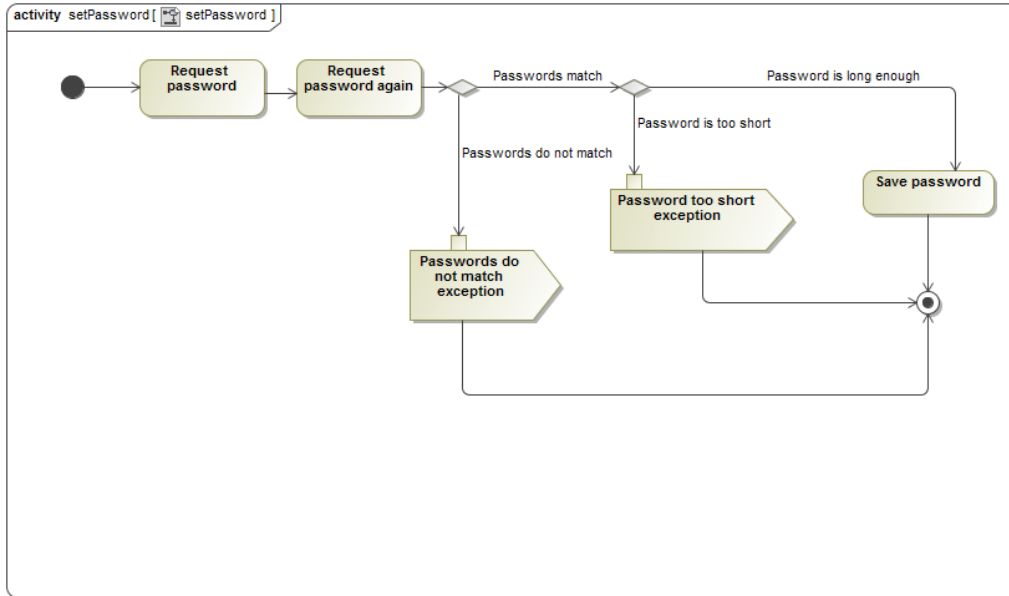 activity setPassword [ setPassword ]
Request
password
Request
password again
Passwords match
Password is long enough
Password is too short
Passwords do not match
Save password
Password too short
exception
Passwords do
not match
exception